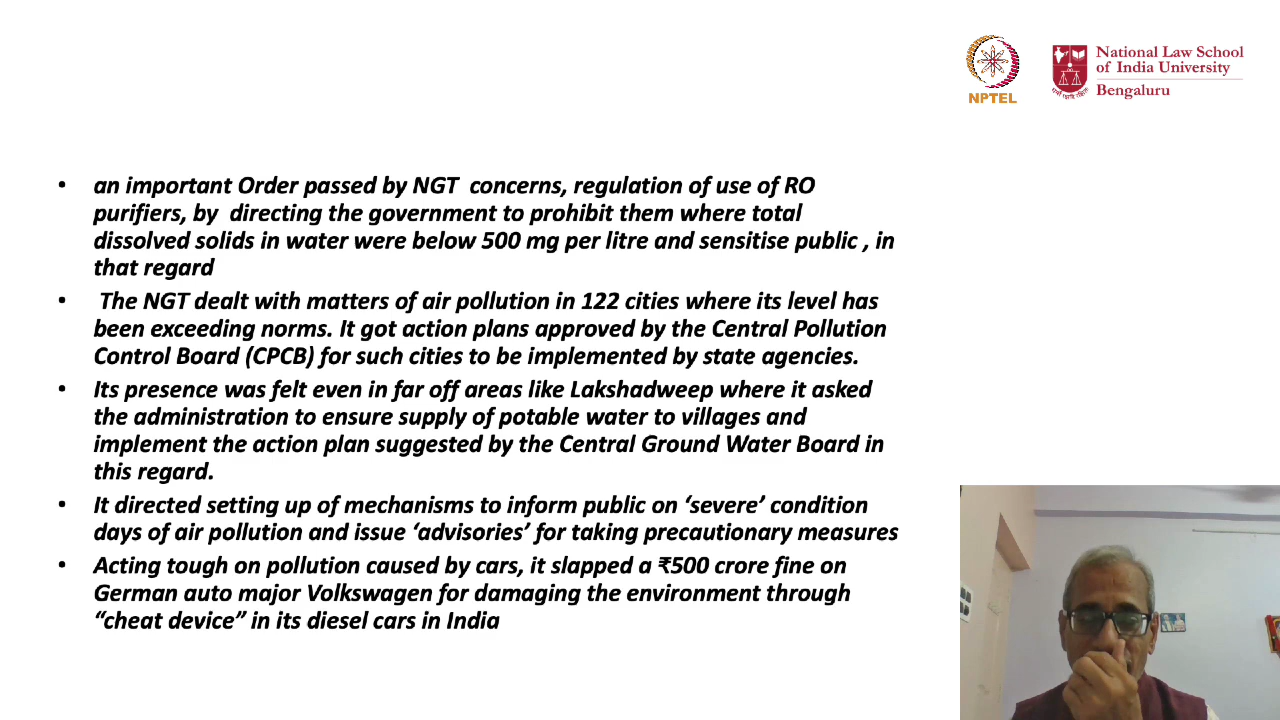 NPTEL
National Law School
of India University
Bengaluru
• an important Order passed by NGT concerns, regulation of use of RO
purifiers, by directing the government to prohibit them where total
dissolved solids in water were below 500 mg per litre and sensitise public , in
that regard
• The NGT dealt with matters of air pollution in 122 cities where its level has
been exceeding norms. It got action plans approved by the Central Pollution
Control Board (CPCB) for such cities to be implemented by state agencies.
• Its presence was felt even in far off areas like Lakshadweep where it asked
the administration to ensure supply of potable water to villages and
implement the action plan suggested by the Central Ground Water Board in
this regard.
• It directed setting up of mechanisms to inform public on ‘severe’ condition
days of air pollution and issue ‘advisories’ for taking precautionary measures
• Acting tough on pollution caused by cars, it slapped a ₹500 crore fine on
German auto major Volkswagen for damaging the environment through
“cheat device” in its diesel cars in India